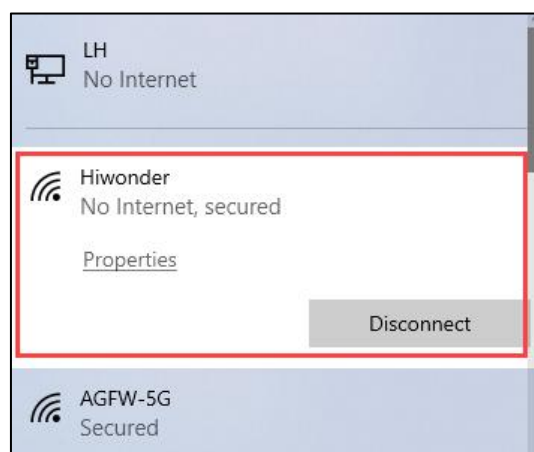 LH
No Internet
Hiwonder
No Internet, secured
Properties
Disconnect
AGFW-5G
Secured